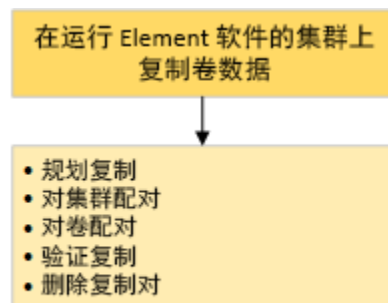 在运行 Element 软件的集群上
复制卷数据
• 规划复制
• 对集群配对
• 对卷配对
• 验证复制
• 删除复制对